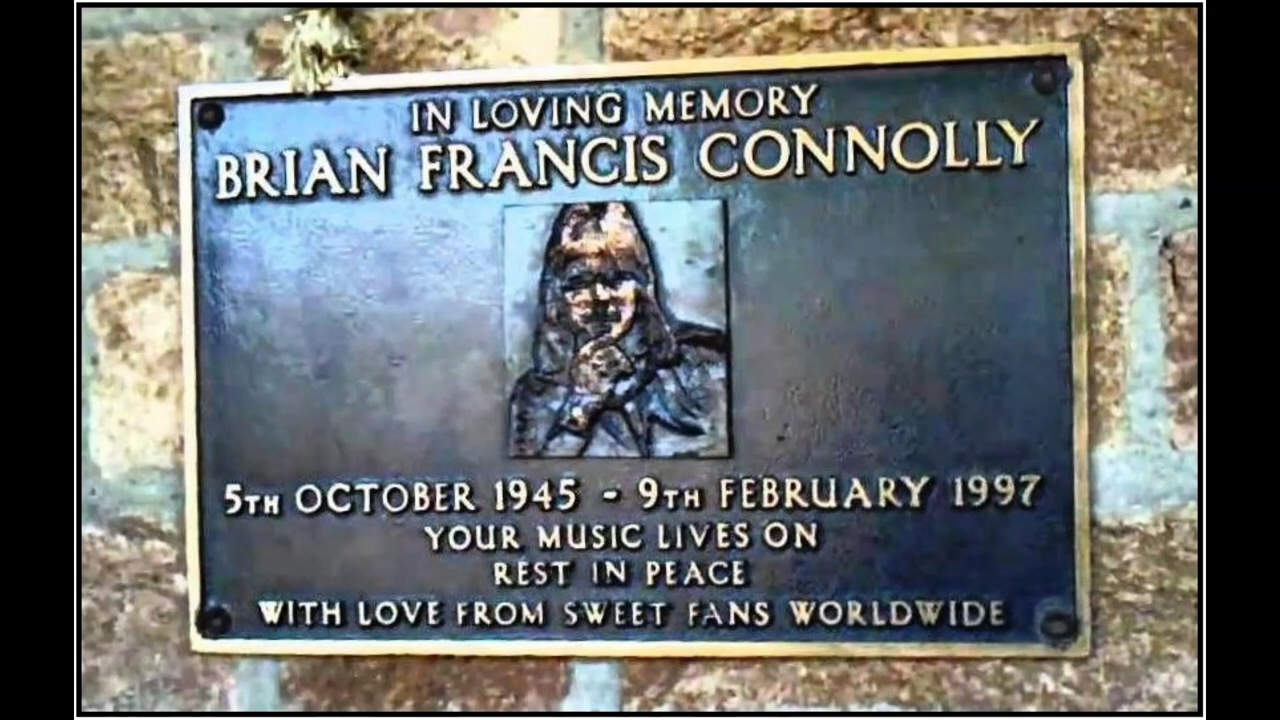 IN LOVING MEMORY
BRIAN FRANCIS CONNOLLY
5TH OCTOBER 1945 - 9TH FEBRUARY 1997
YOUR MUSIC LIVES ON
REST IN PEACE
WITH LOVE FROM SWEET FANS WORLDWIDE